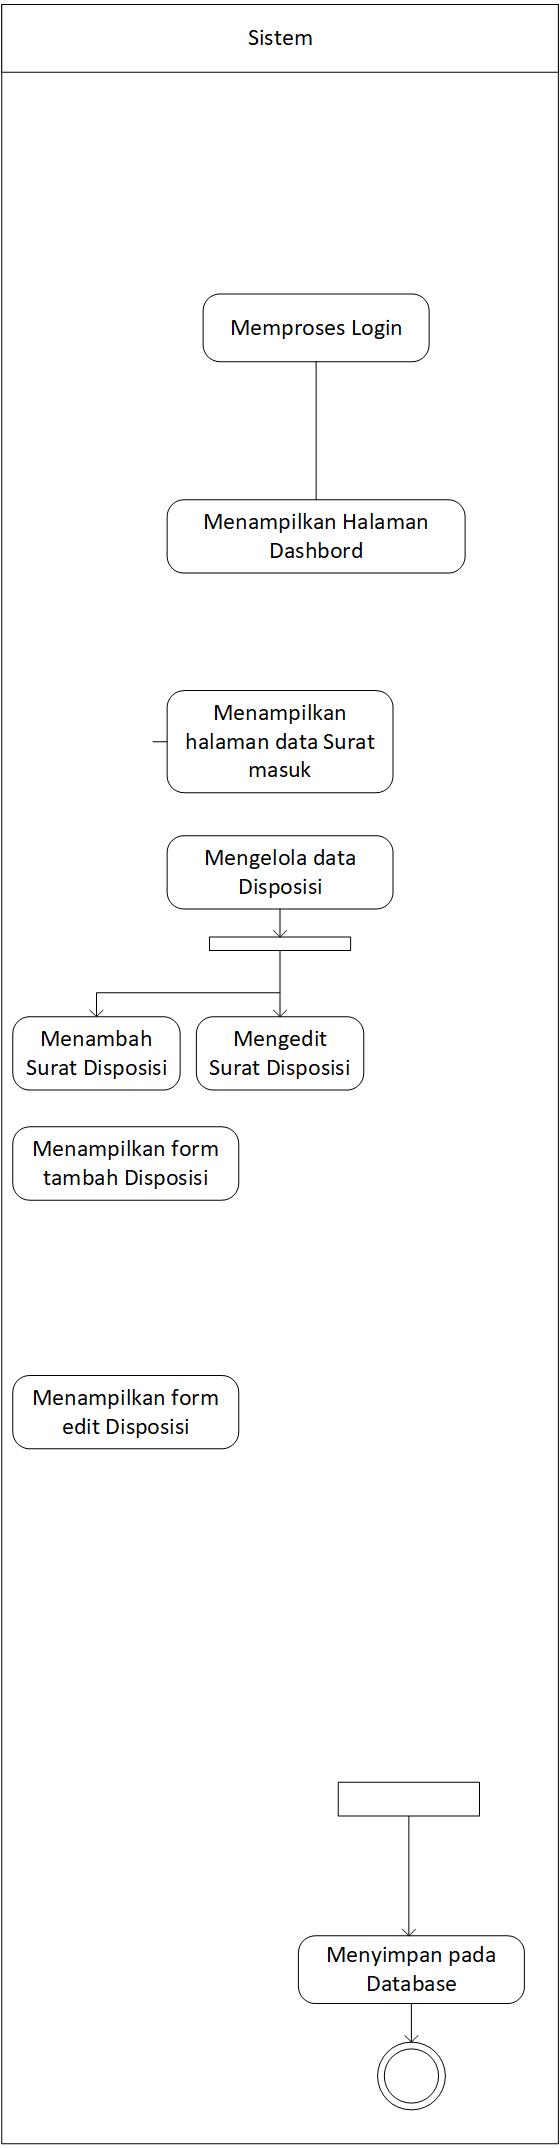 Sistem
Memproses Login
Menampilkan Halaman
Dashbord
Menampilkan
halaman data Surat
masuk
Mengelola data
Disposisi
Menambah
Surat Disposisi
Mengedit
Surat Disposisi
Menampilkan form
tambah Disposisi
Menampilkan form
edit Disposisi
Menyimpan pada
Database